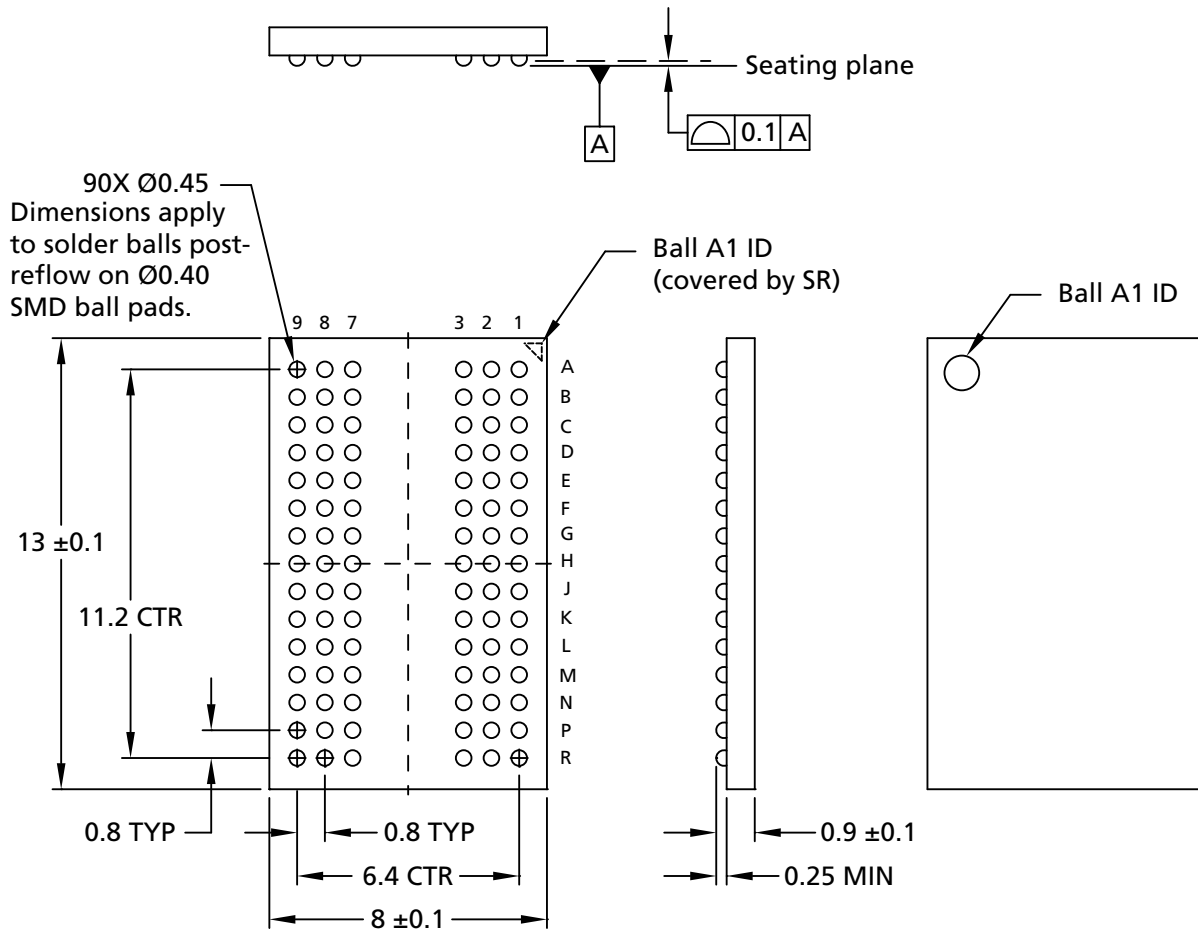 Seating plane
A
0.1 A
90X Ø0.45
Dimensions apply
to solder balls post-
reflow on Ø0.40
SMD ball pads.
Ball A1 ID
(covered by SR)
Ball A1 ID
9 8 7 3 2 1
A
B
C
D
E
F
G
H
J
K
L
M
N
P
R
13 ±0.1
11.2 CTR
0.8 TYP
0.8 TYP
6.4 CTR
8 ±0.1
0.9 ±0.1
0.25 MIN